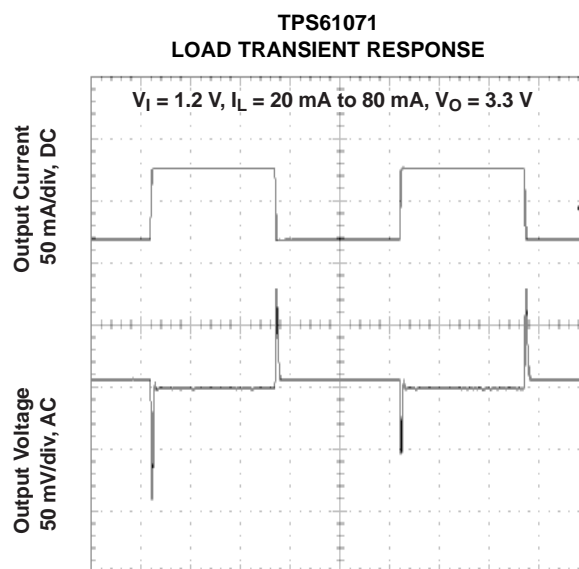 TPS61071
LOAD TRANSIENT RESPONSE
V_I = 1.2 V, I_L = 20 mA to 80 mA, V_O = 3.3 V
Output Current
50 mA/div, DC
Output Voltage
50 mV/div, AC